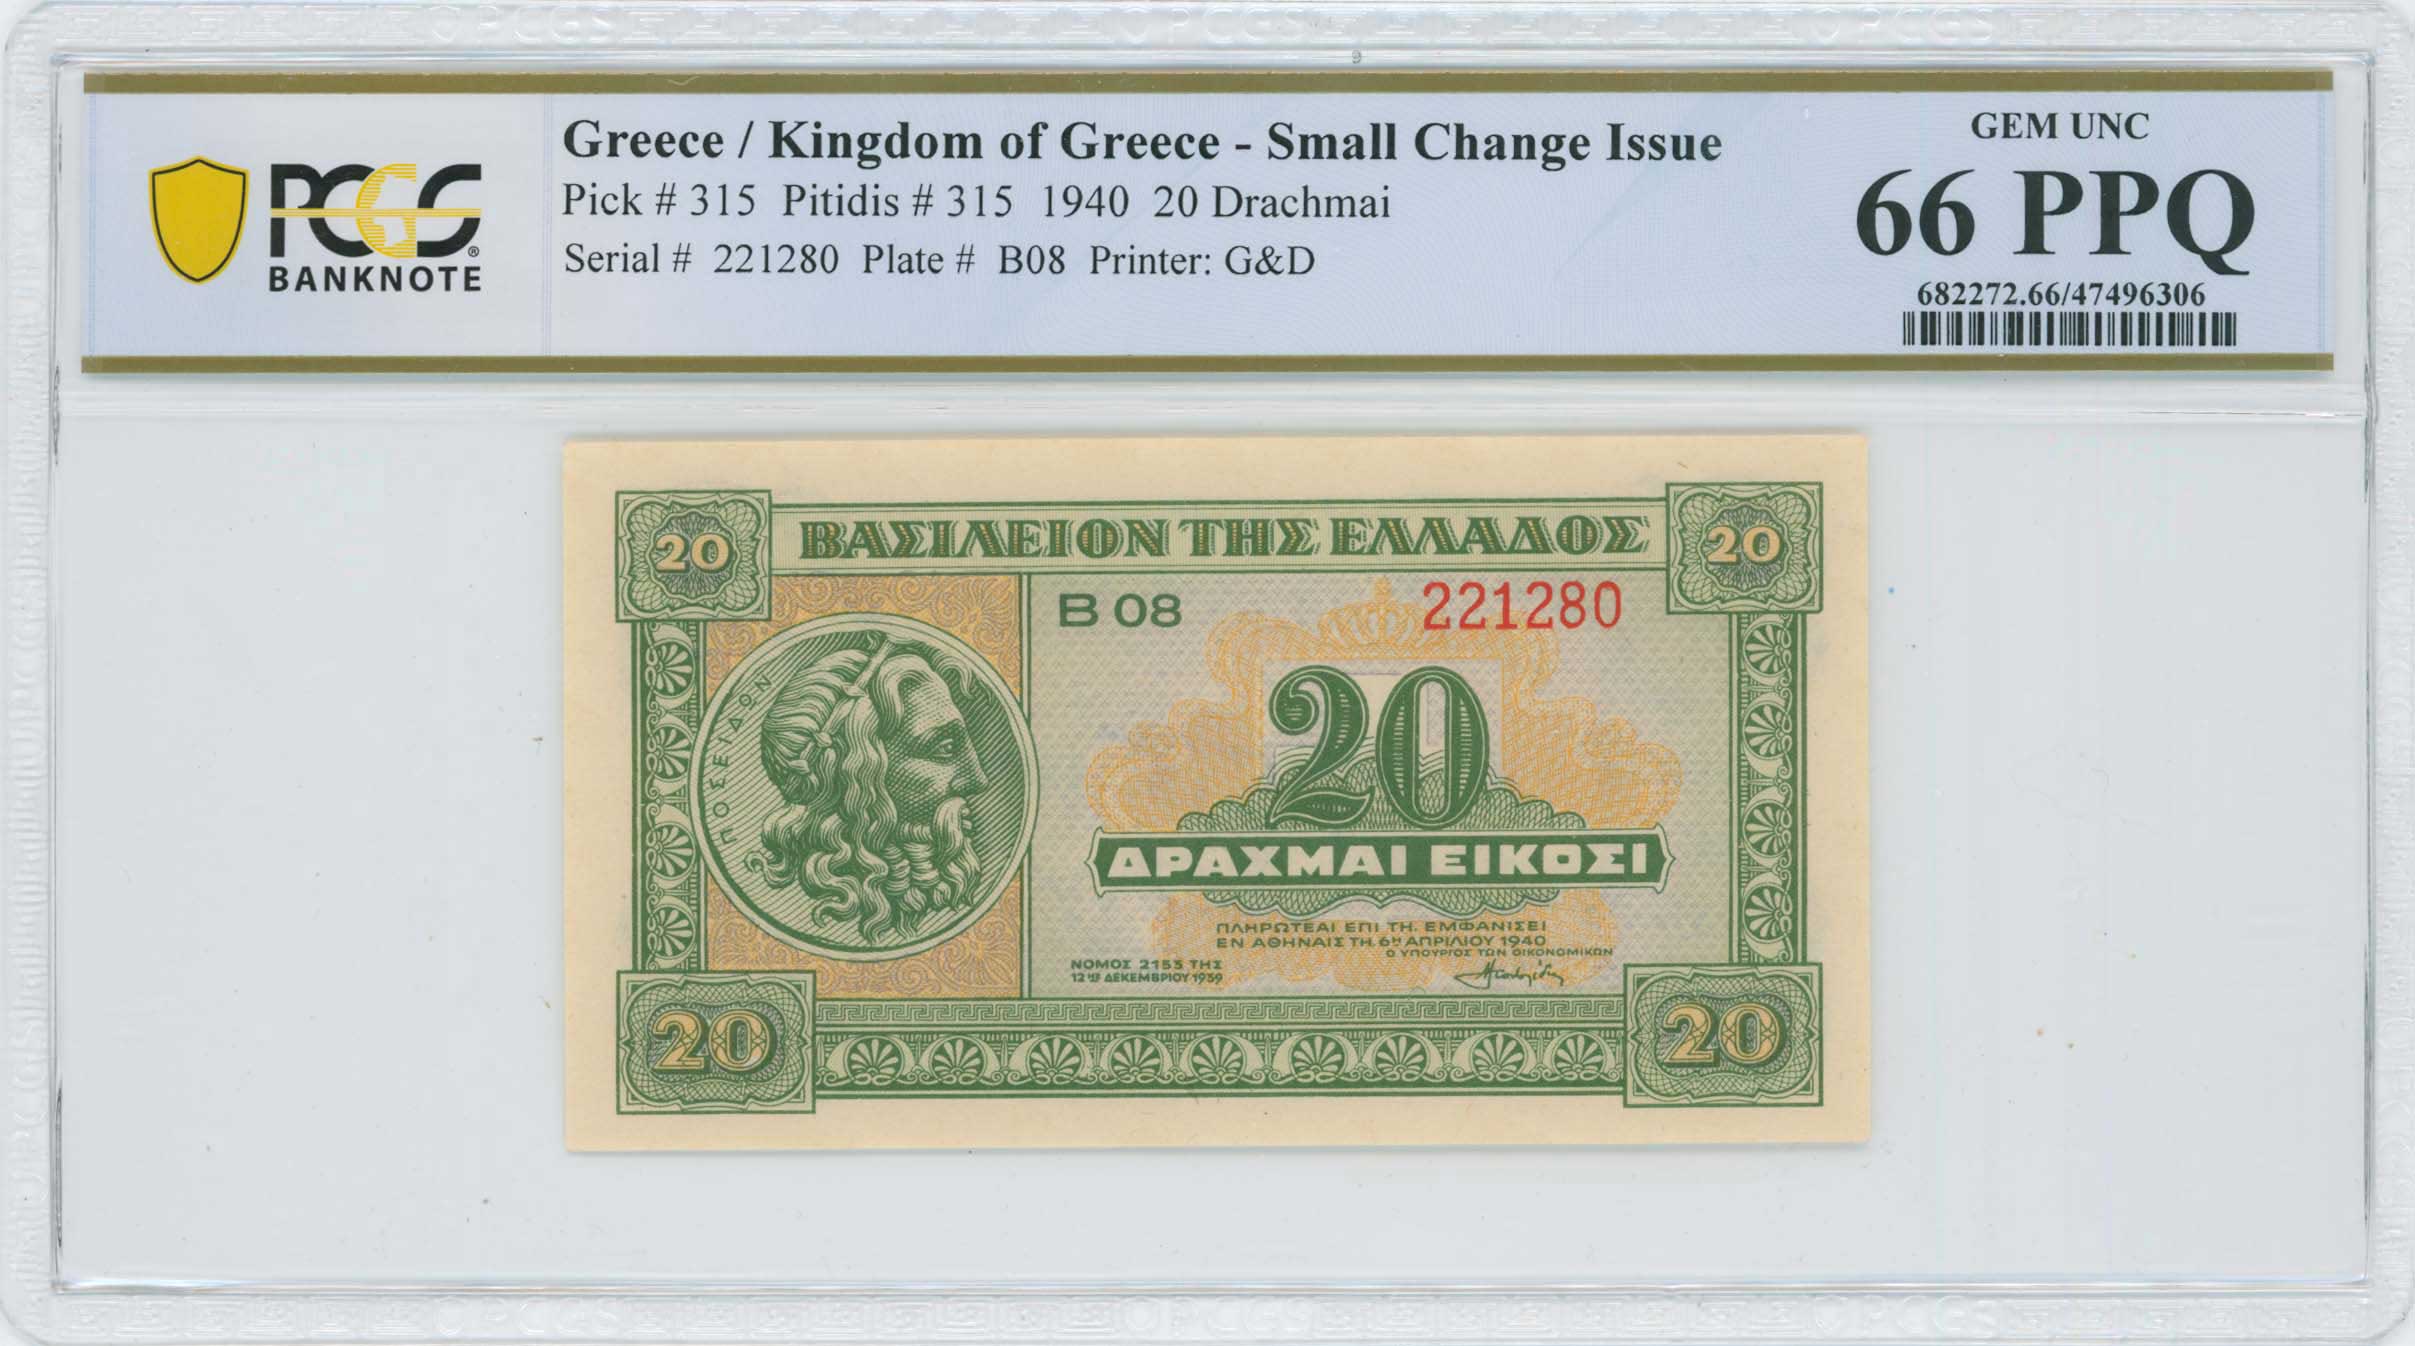 Greece / Kingdom of Greece - Small Change Issue
Pick # 315 Pitidis # 315 1940 20 Drachmai
Serial # 221280 Plate # B08 Printer: G&D
PCGS
BANKNOTE
GEM UNC
66 PPQ
682272.66/47496306
20 ΒΑΣΙΛΕΙΟΝ ΤΗΣ ΕΛΛΑΔΟΣ 20
Β 08 221280
ΠΟΣΕΙΔΩΝ
20
ΔΡΑΧΜΑΙ ΕΙΚΟΣΙ
ΠΛΗΡΩΤΕΑΙ ΕΠΙ ΤΗ, ΕΜΦΑΝΙΣΕΙ
ΕΝ ΑΘΗΝΑΙΣ ΤΗ, 6Η ΑΠΡΙΛΙΟΥ 1940
Ο ΥΠΟΥΡΓΟΣ ΤΩΝ ΟΙΚΟΝΟΜΙΚΩΝ
ΝΟΜΟΣ 2153 ΤΗΣ
12ΗΣ ΔΕΚΕΜΒΡΙΟΥ 1939
20 20